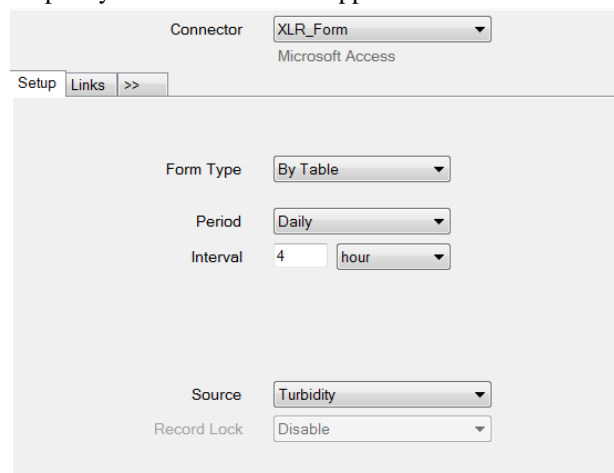 Connector XLR_Form
Microsoft Access
Setup Links >>
Form Type By Table
Period Daily
Interval 4 hour
Source Turbidity
Record Lock Disable